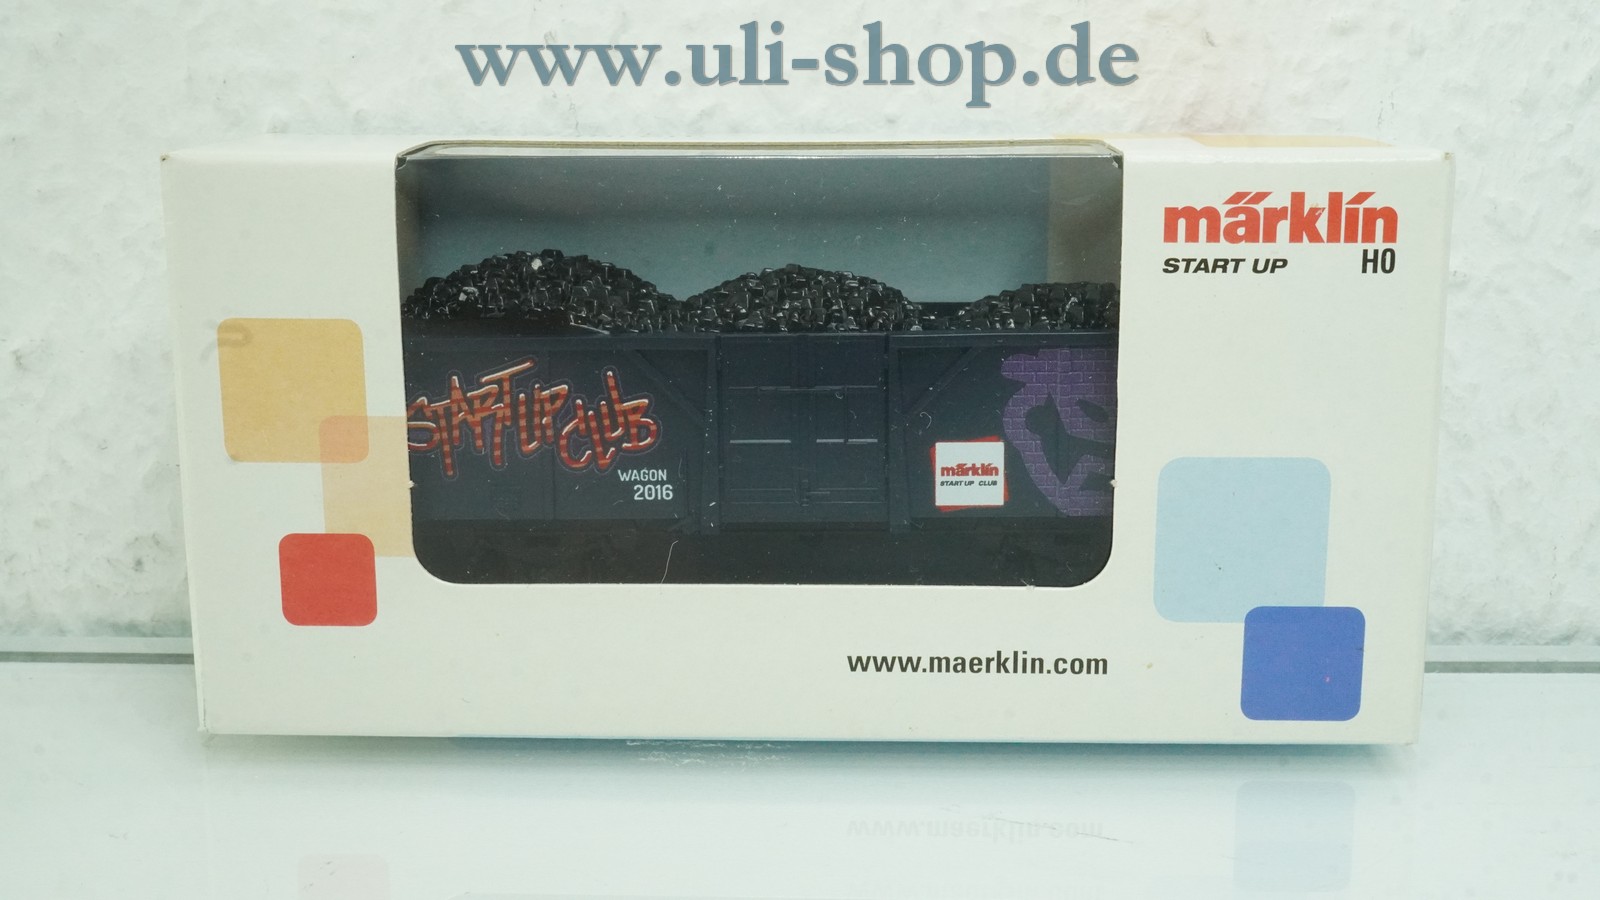 www.uli-shop.de
märklin
START UP H0
START UP CLUB
WAGON
2016
märklin
START UP CLUB
www.maerklin.com